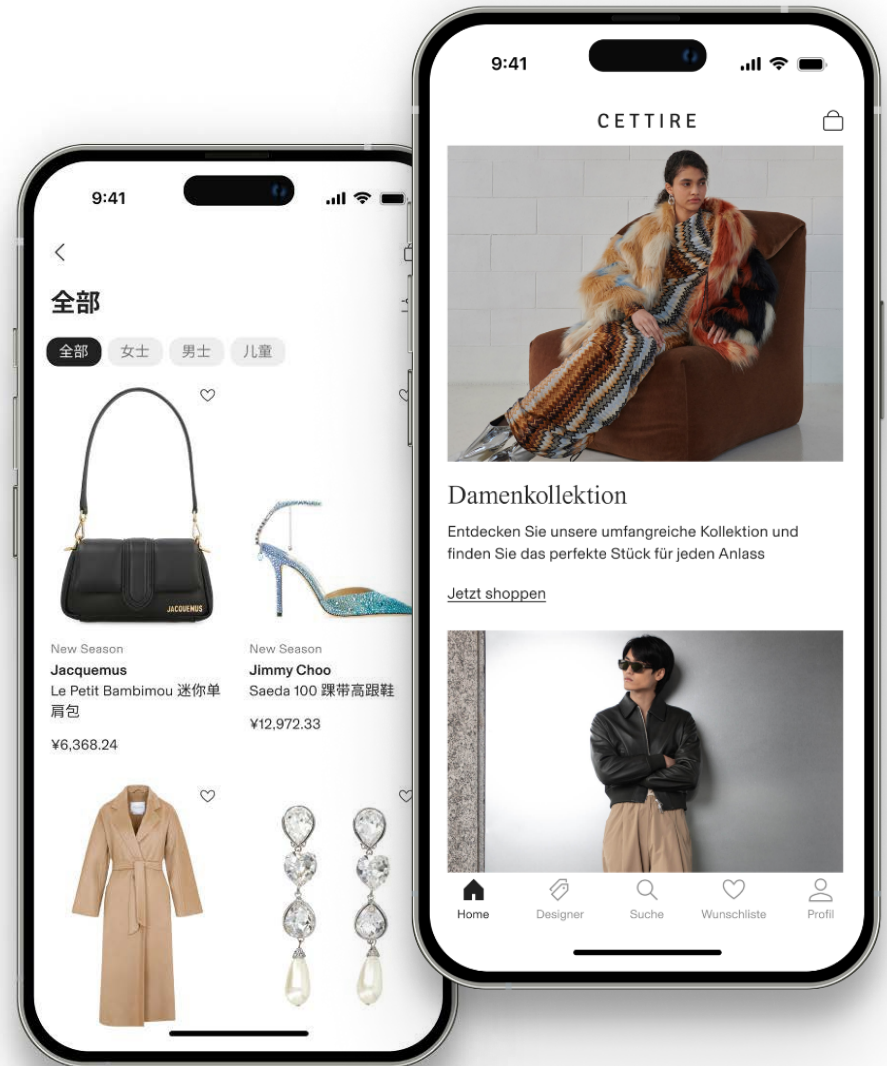 9:41
全部
全部 女士 男士 儿童
JACQUEMUS
New Season
Jacquemus
Le Petit Bambimou 迷你单
肩包
¥6,368.24
New Season
Jimmy Choo
Saeda 100 踝带高跟鞋
¥12,972.33
9:41
CETTIRE
Damenkollektion
Entdecken Sie unsere umfangreiche Kollektion und
finden Sie das perfekte Stück für jeden Anlass
Jetzt shoppen
Home Designer Suche Wunschliste Profil